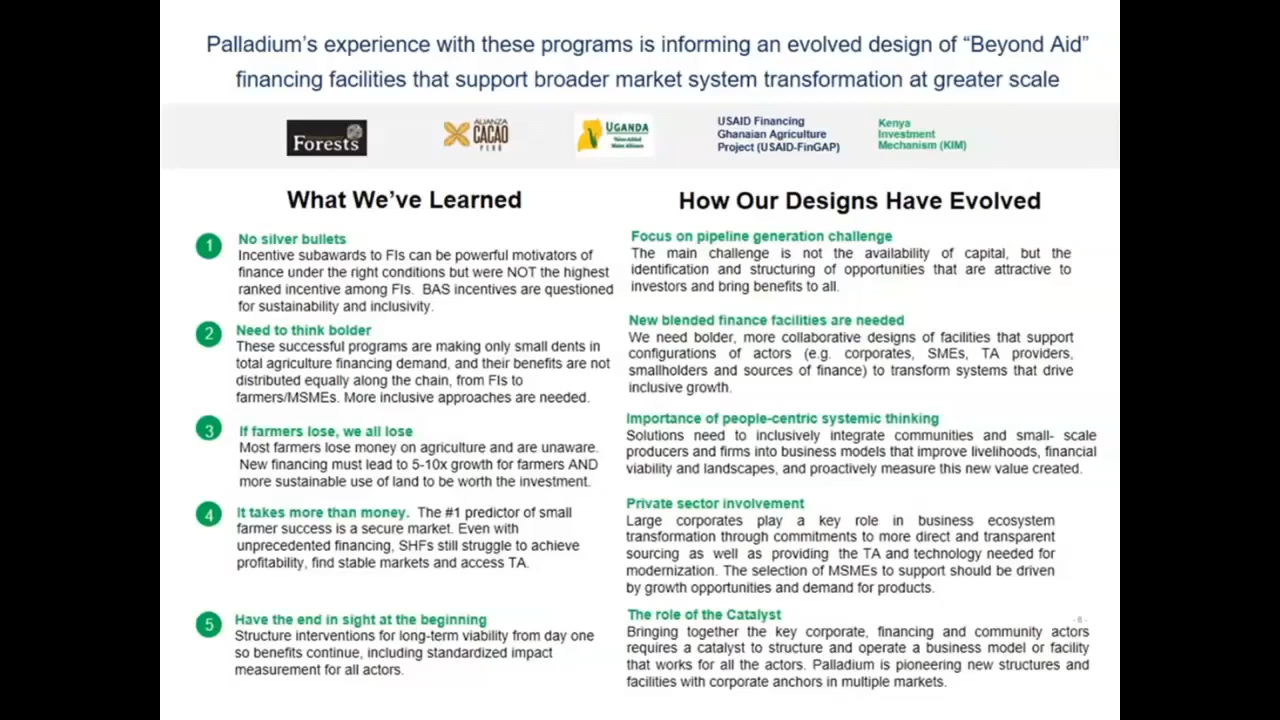 Palladium's experience with these programs is informing an evolved design of “Beyond Aid”
financing facilities that support broader market system transformation at greater scale
Forests
ALIANZA
CACAO
PERÚ
UGANDA
USAID Financing
Ghanaian Agriculture
Project (USAID-FinGAP)
Kenya
Investment
Mechanism (KIM)
What We've Learned
1
No silver bullets
Incentive subawards to FIs can be powerful motivators of
finance under the right conditions but were NOT the highest
ranked incentive among FIs. BAS incentives are questioned
for sustainability and inclusivity.
2
Need to think bolder
These successful programs are making only small dents in
total agriculture financing demand, and their benefits are not
distributed equally along the chain, from FIs to
farmers/MSMEs. More inclusive approaches are needed.
3
If farmers lose, we all lose
Most farmers lose money on agriculture and are unaware.
New financing must lead to 5-10x growth for farmers AND
more sustainable use of land to be worth the investment.
4
It takes more than money. The #1 predictor of small
farmer success is a secure market. Even with
unprecedented financing, SHFs still struggle to achieve
profitability, find stable markets and access TA.
5
Have the end in sight at the beginning
Structure interventions for long-term viability from day one
so benefits continue, including standardized impact
measurement for all actors.
How Our Designs Have Evolved
Focus on pipeline generation challenge
The main challenge is not the availability of capital, but the
identification and structuring of opportunities that are attractive to
investors and bring benefits to all.
New blended finance facilities are needed
We need bolder, more collaborative designs of facilities that support
configurations of actors (e.g. corporates, SMEs, TA providers,
smallholders and sources of finance) to transform systems that drive
inclusive growth.
Importance of people-centric systemic thinking
Solutions need to inclusively integrate communities and small- scale
producers and firms into business models that improve livelihoods, financial
viability and landscapes, and proactively measure this new value created.
Private sector involvement
Large corporates play a key role in business ecosystem
transformation through commitments to more direct and transparent
sourcing as well as providing the TA and technology needed for
modernization. The selection of MSMEs to support should be driven
by growth opportunities and demand for products.
The role of the Catalyst
Bringing together the key corporate, financing and community actors
requires a catalyst to structure and operate a business model or facility
that works for all the actors. Palladium is pioneering new structures and
facilities with corporate anchors in multiple markets.